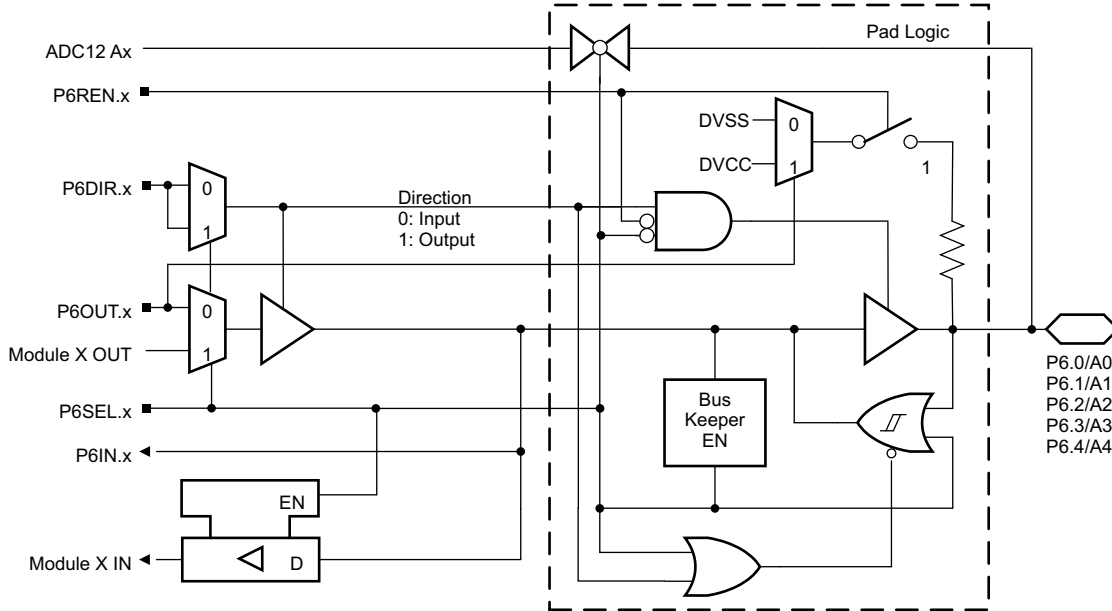 Pad Logic
ADC12 Ax
P6REN.x
DVSS
0
DVCC
1
1
P6DIR.x
0
1
Direction
0: Input
1: Output
P6OUT.x
0
Module X OUT
1
P6.0/A0
P6.1/A1
P6.2/A2
P6.3/A3
P6.4/A4
P6SEL.x
Bus
Keeper
EN
P6IN.x
EN
Module X IN
D